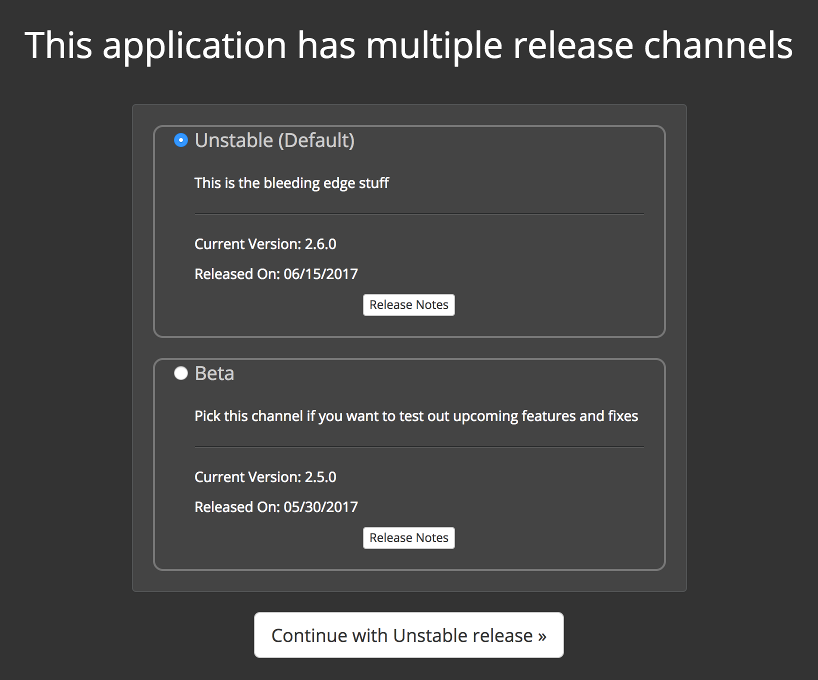 This application has multiple release channels
Unstable (Default)
This is the bleeding edge stuff
Current Version: 2.6.0
Released On: 06/15/2017
Release Notes
Beta
Pick this channel if you want to test out upcoming features and fixes
Current Version: 2.5.0
Released On: 05/30/2017
Release Notes
Continue with Unstable release »